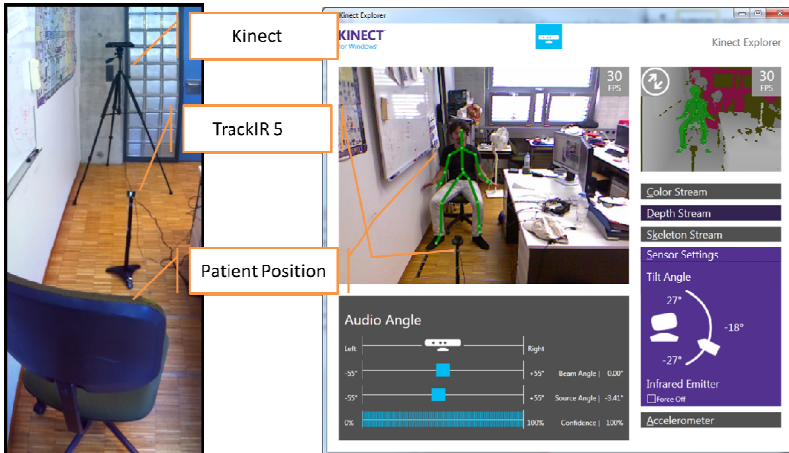 Kinect
TrackIR 5
Patient Position
Kinect Explorer
KINECT
for Windows
Kinect Explorer
30
FPS
30
FPS
Color Stream
Depth Stream
Skeleton Stream
Sensor Settings
Tilt Angle
27°
-18°
-27°
Infrared Emitter
Force Off
Accelerometer
Audio Angle
Left
Right
-55°
+55°
Beam Angle | 0.00°
-55°
+55°
Source Angle | -3.41°
0%
100%
Confidence | 100%